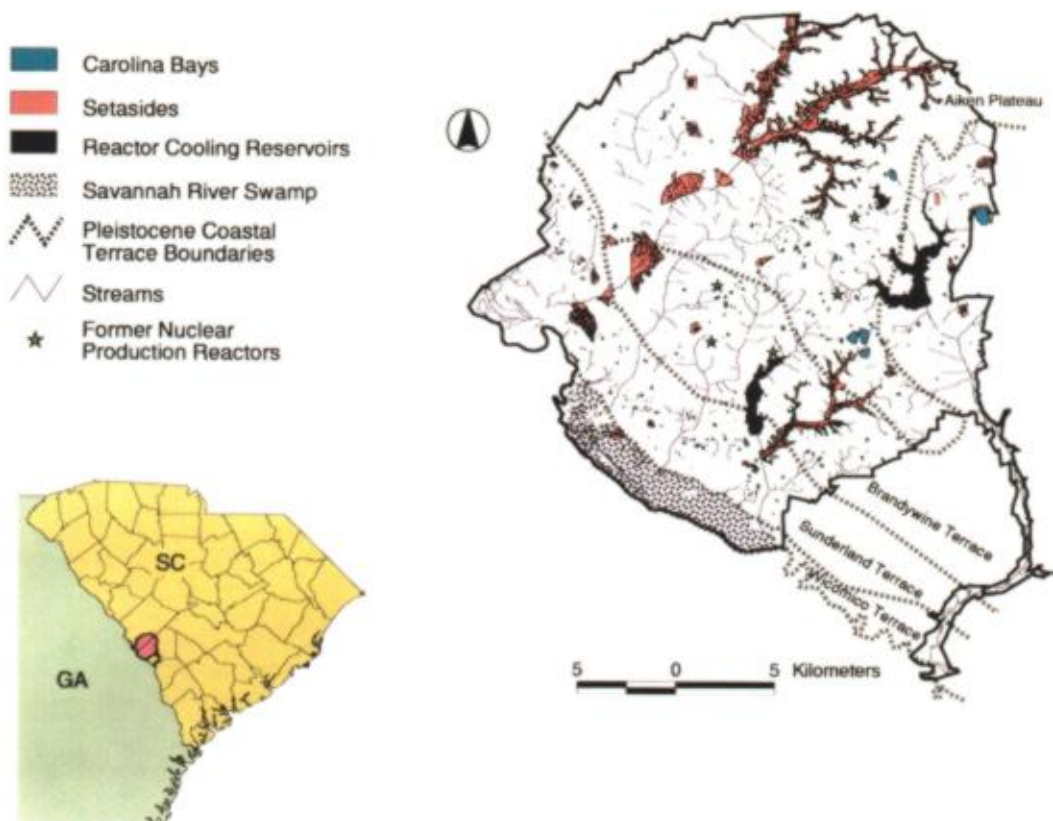 Carolina Bays
Setasides
Reactor Cooling Reservoirs
Savannah River Swamp
Pleistocene Coastal
Terrace Boundaries
Streams
Former Nuclear
Production Reactors
Aiken Plateau
Brandywine Terrace
Sunderland Terrace
Wicomico Terrace
5 0 5 Kilometers
SC
GA